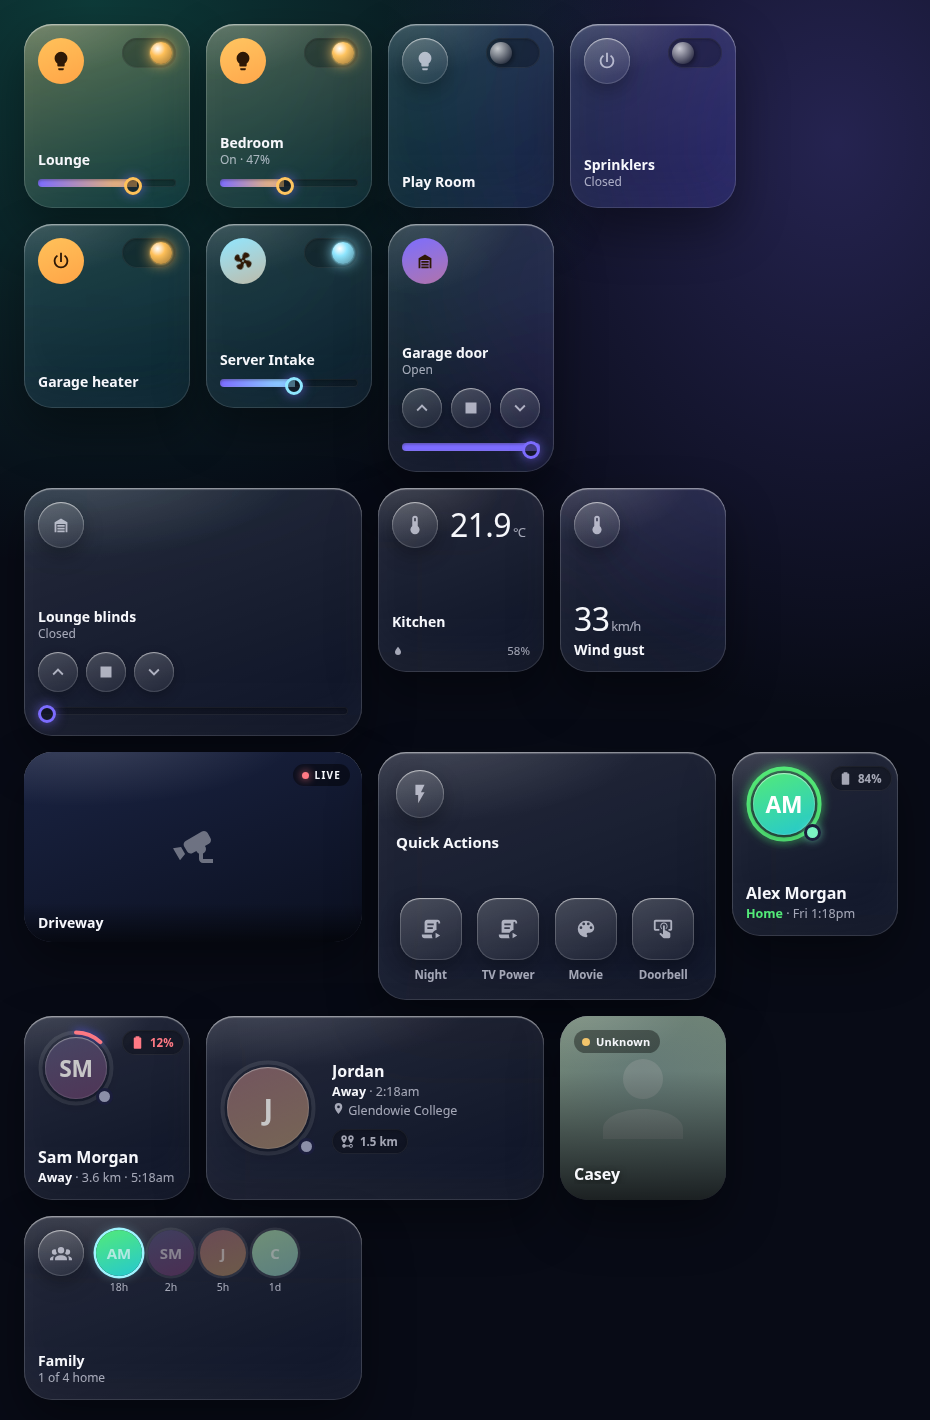 Lounge
Bedroom
On · 47%
Play Room
Sprinklers
Closed
Garage heater
Server Intake
Garage door
Open
Lounge blinds
Closed
21.9 °C
Kitchen
58%
33 km/h
Wind gust
LIVE
Driveway
Quick Actions
Night
TV Power
Movie
Doorbell
AM
84%
Alex Morgan
Home · Fri 1:18pm
SM
12%
Sam Morgan
Away · 3.6 km · 5:18am
J
Jordan
Away · 2:18am
Glendowie College
1.5 km
Unknown
Casey
AM
SM
J
C
18h
2h
5h
1d
Family
1 of 4 home